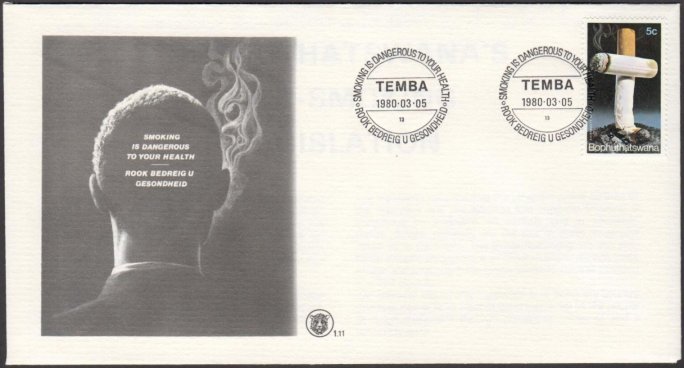 SMOKING
IS DANGEROUS
TO YOUR HEALTH
ROOK BEDREIG U
GESONDHEID
1.11
SMOKING IS DANGEROUS TO YOUR HEALTH
TEMBA
1980·03·05
13
ROOK BEDREIG U GESONDHEID
SMOKING IS DANGEROUS TO YOUR HEALTH
TEMBA
1980·03·05
13
ROOK BEDREIG U GESONDHEID
5c
Bophuthatswana